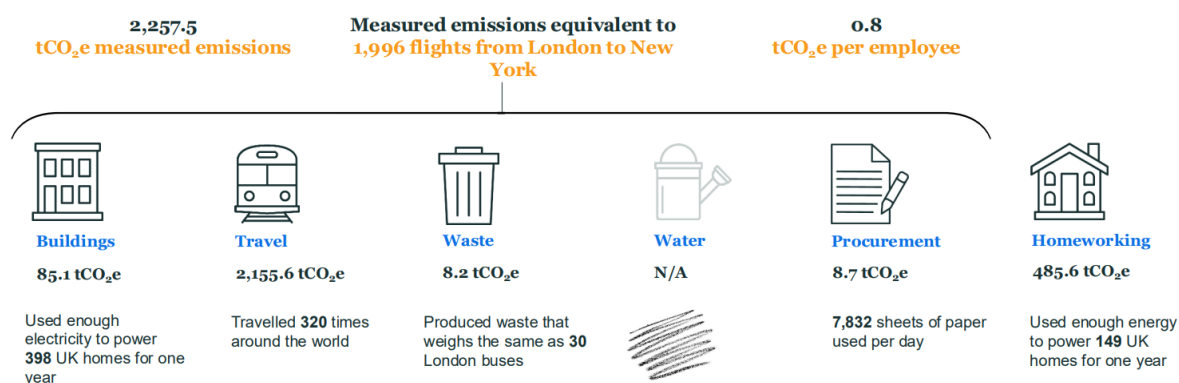 2,257.5
tCO₂e measured emissions
Measured emissions equivalent to
1,996 flights from London to New
York
0.8
tCO₂e per employee
Buildings
85.1 tCO₂e
Used enough
electricity to power
398 UK homes for one
year
Travel
2,155.6 tCO₂e
Travelled 320 times
around the world
Waste
8.2 tCO₂e
Produced waste that
weighs the same as 30
London buses
Water
N/A
Procurement
8.7 tCO₂e
7,832 sheets of paper
used per day
Homeworking
485.6 tCO₂e
Used enough energy
to power 149 UK
homes for one year